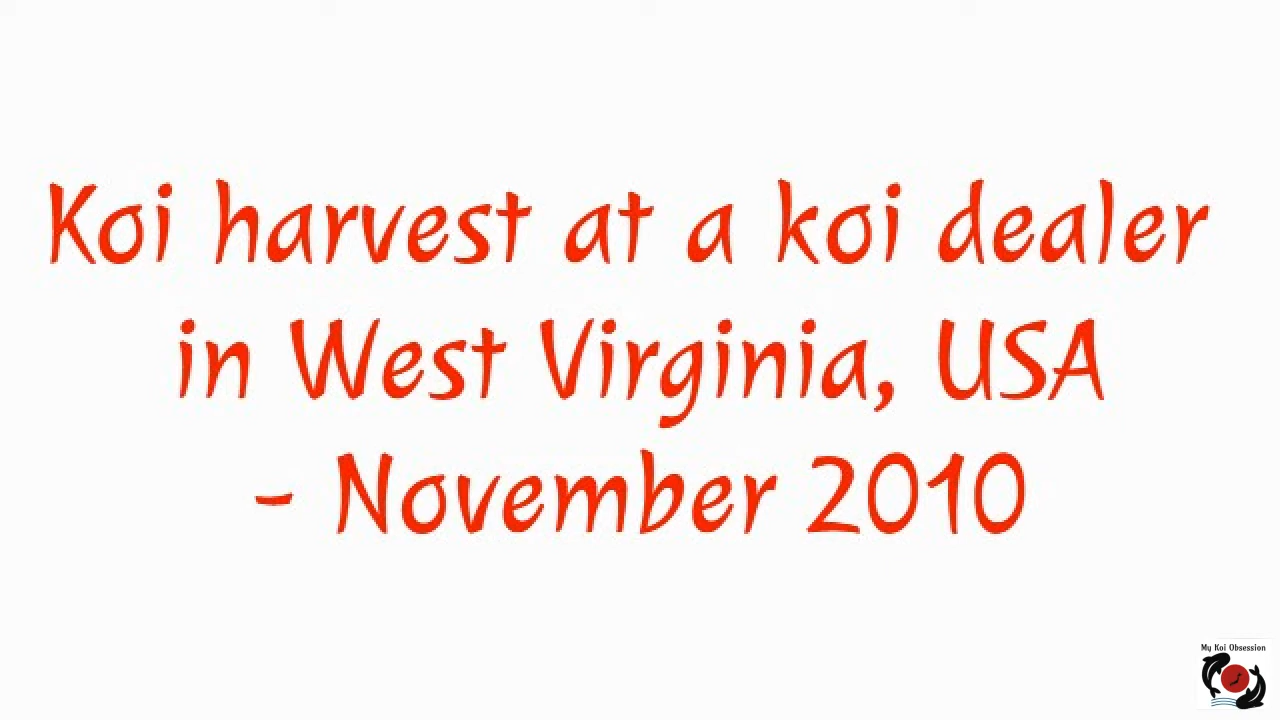 Koi harvest at a koi dealer
in West Virginia, USA
- November 2010
My Koi Obsession